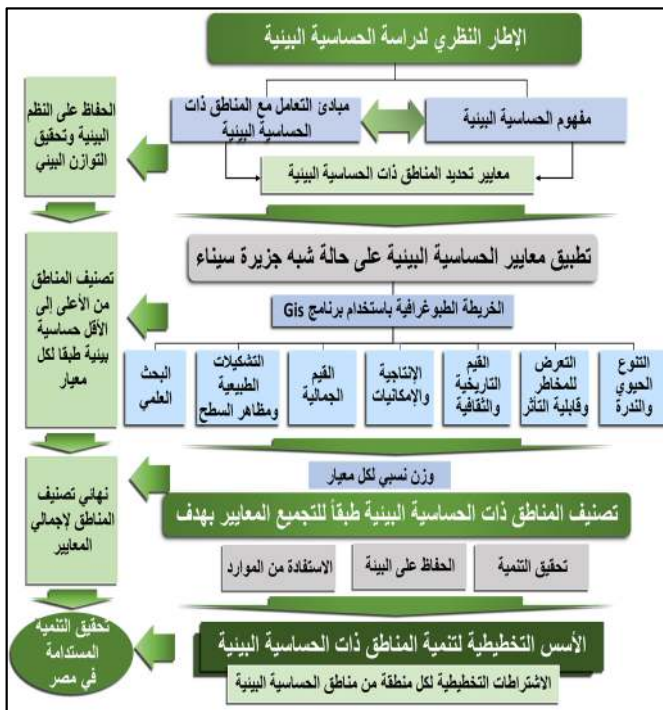 الإطار النظري لدراسة الحساسية البيئية
مفهوم الحساسية البيئية
مبادئ التعامل مع المناطق ذات
الحساسية البيئية
معايير تحديد المناطق ذات الحساسية البيئية
الحفاظ على النظم
البيئية وتحقيق
التوازن البيئي
تطبيق معايير الحساسية البيئية على حالة شبه جزيرة سيناء
الخريطة الطبوغرافية باستخدام برنامج Gis
التنوع
الحيوي
والندرة
التعرض
للمخاطر
وقابلية التأثر
القيم
التاريخية
والثقافية
الإنتاجية
والإمكانيات
القيم
الجمالية
التشكيلات
الطبيعية
ومظاهر السطح
البحث
العلمي
تصنيف المناطق
من الأعلى إلى
الأقل حساسية
بيئية طبقا لكل
معيار
وزن نسبي لكل معيار
تصنيف المناطق ذات الحساسية البيئية طبقاً للتجميع المعايير بهدف
تحقيق التنمية
الحفاظ على البيئة
الاستفادة من الموارد
نهائي تصنيف
المناطق لإجمالي
المعايير
الأسس التخطيطية لتنمية المناطق ذات الحساسية البيئية
الاشتراطات التخطيطية لكل منطقة من مناطق الحساسية البيئية
تحقيق التنمية
المستدامة
في مصر